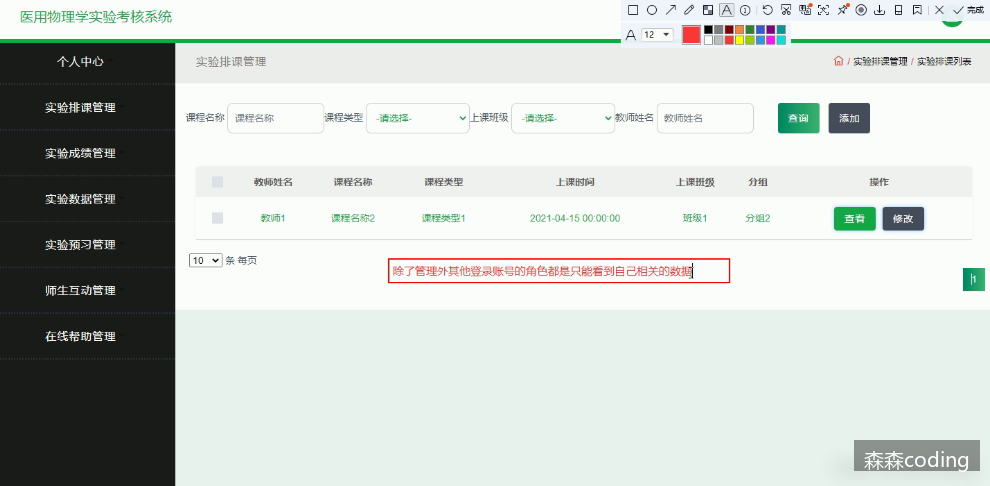 医用物理学实验考核系统
完成
A 12
个人中心
实验排课管理
实验成绩管理
实验数据管理
实验预习管理
师生互动管理
在线帮助管理
实验排课管理
/ 实验排课管理 / 实验排课列表
课程名称 课程名称 课程类型 -请选择- 上课班级 -请选择- 教师姓名 教师姓名 查询 添加
教师姓名 课程名称 课程类型 上课时间 上课班级 分组 操作
教师1 课程名称2 课程类型1 2021-04-15 00:00:00 班级1 分组2 查看 修改
10 条 每页
除了管理外其他登录账号的角色都是只能看到自己相关的数据
1
森森coding